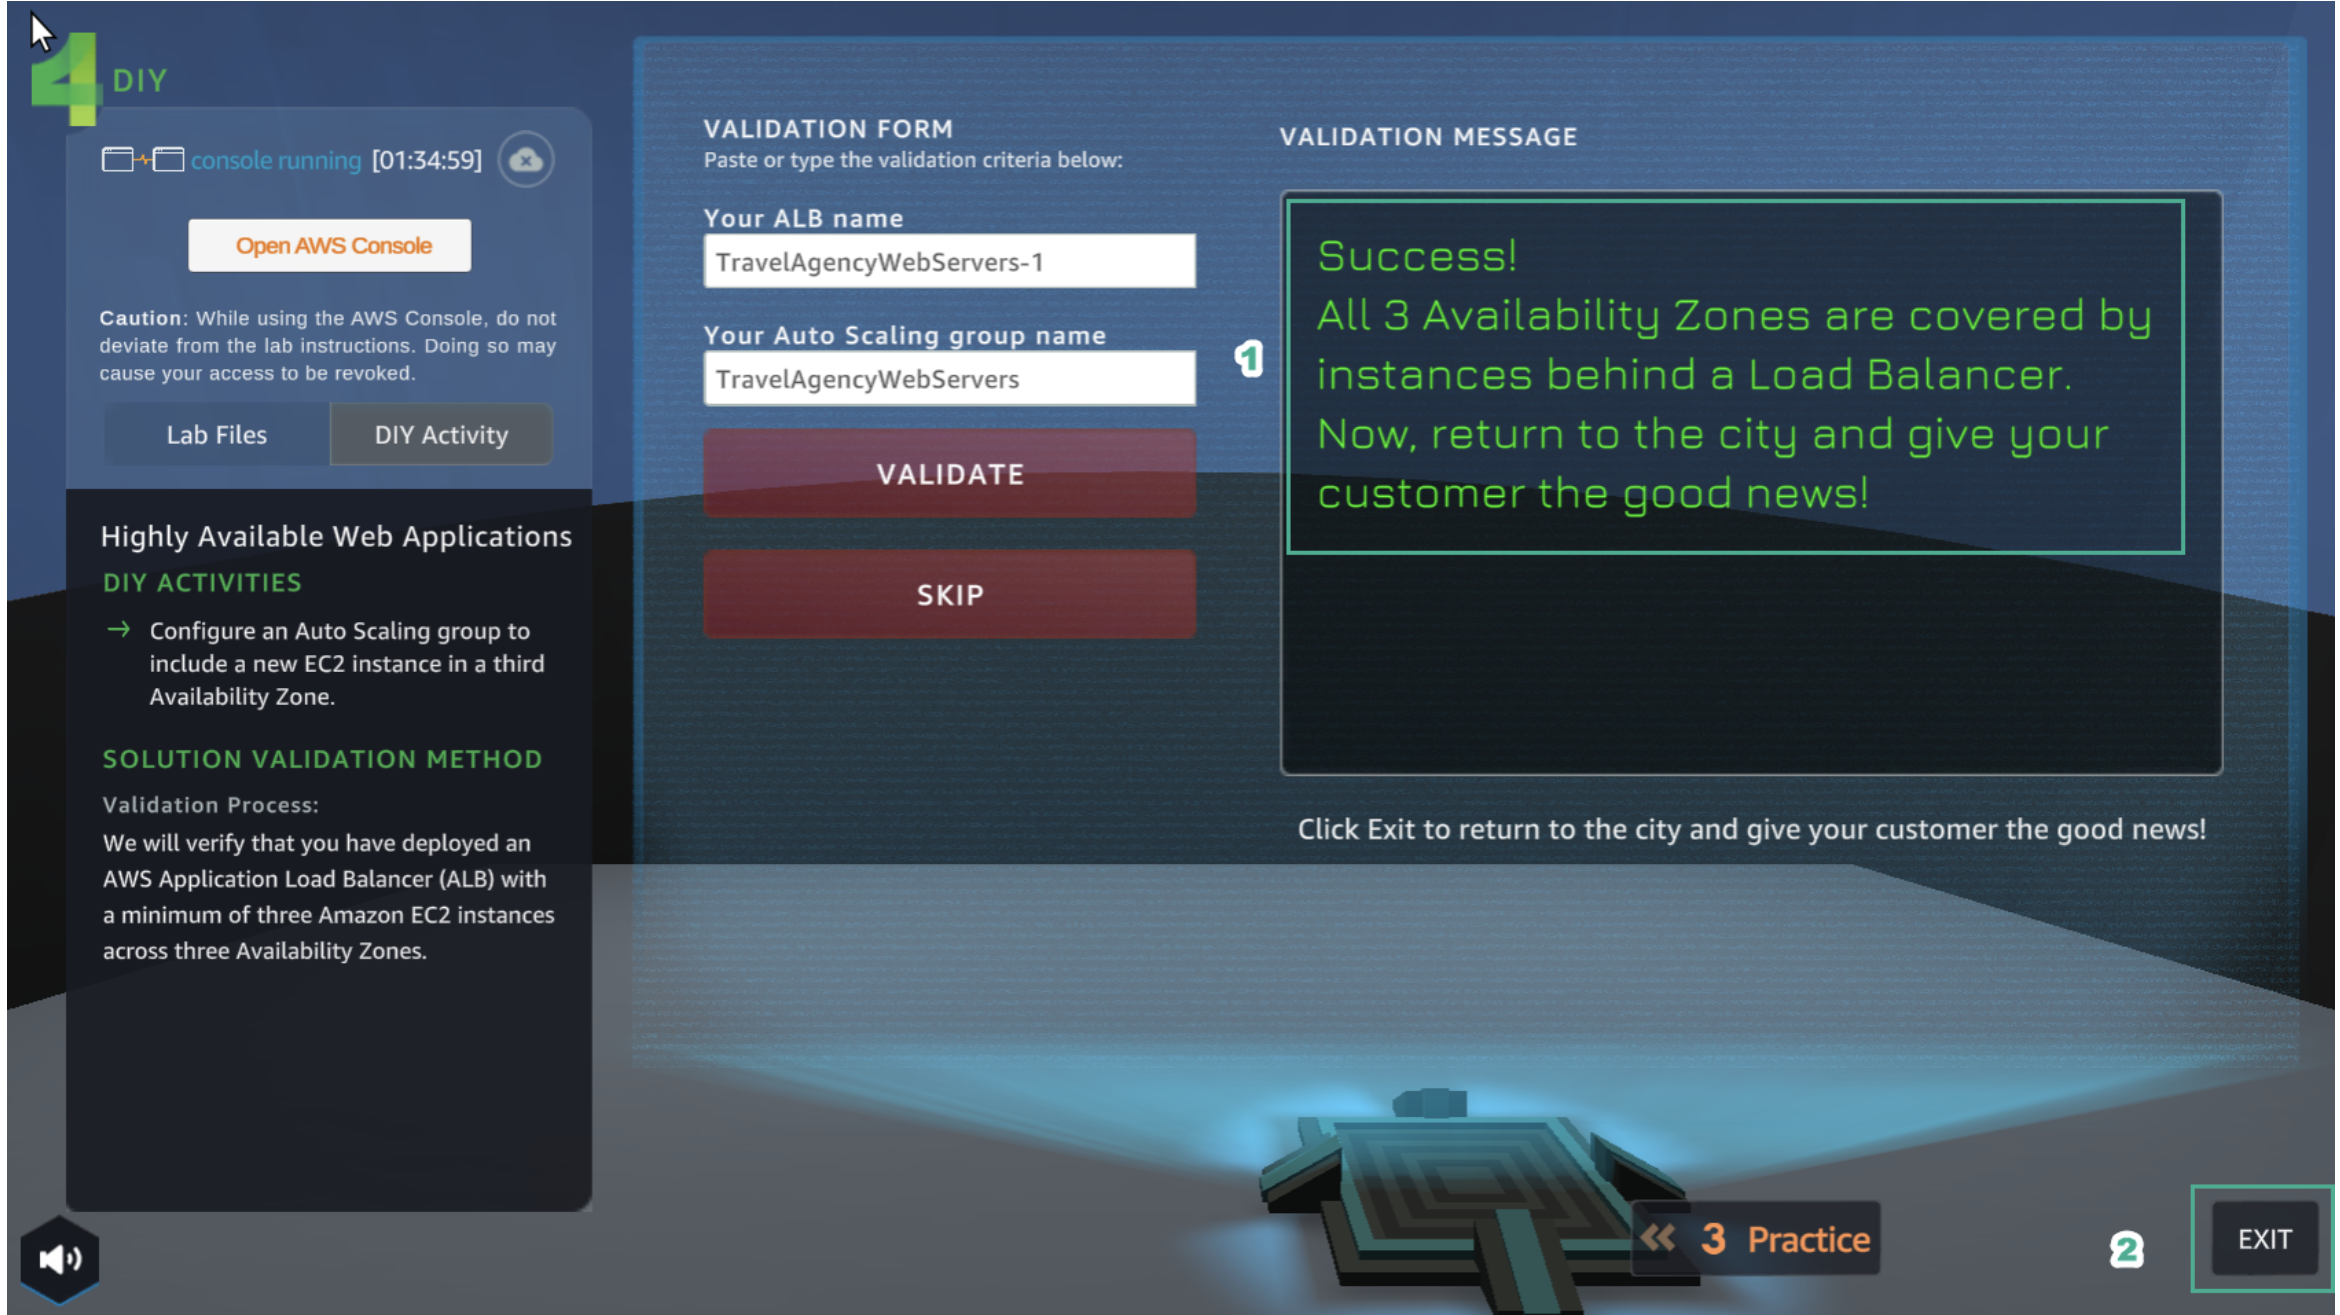 4 DIY
console running [01:34:59]
Open AWS Console
Caution: While using the AWS Console, do not
deviate from the lab instructions. Doing so may
cause your access to be revoked.
Lab Files
DIY Activity
Highly Available Web Applications
DIY ACTIVITIES
→ Configure an Auto Scaling group to
include a new EC2 instance in a third
Availability Zone.
SOLUTION VALIDATION METHOD
Validation Process:
We will verify that you have deployed an
AWS Application Load Balancer (ALB) with
a minimum of three Amazon EC2 instances
across three Availability Zones.
VALIDATION FORM
Paste or type the validation criteria below:
Your ALB name
TravelAgencyWebServers-1
Your Auto Scaling group name
TravelAgencyWebServers
VALIDATE
SKIP
1
VALIDATION MESSAGE
Success!
All 3 Availability Zones are covered by
instances behind a Load Balancer.
Now, return to the city and give your
customer the good news!
Click Exit to return to the city and give your customer the good news!
3 Practice
2
EXIT